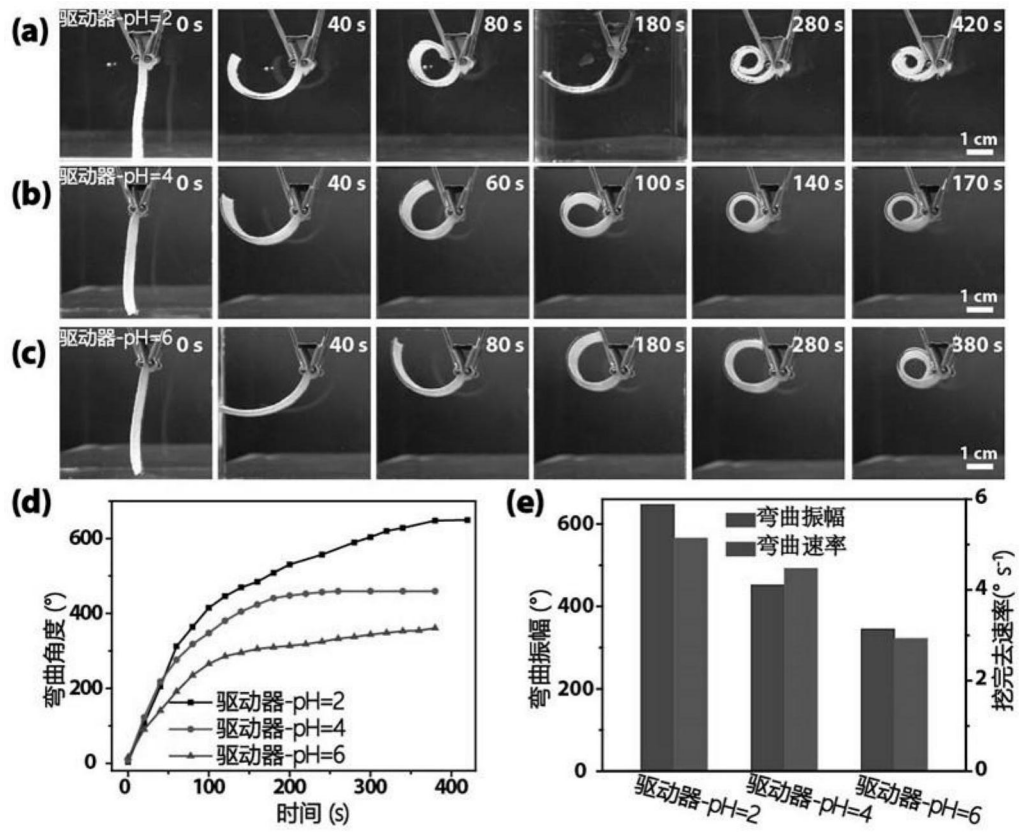 (a) 驱动器-pH=2 0 s 40 s 80 s 180 s 280 s 420 s
1 cm
(b) 驱动器-pH=4 0 s 40 s 60 s 100 s 140 s 170 s
1 cm
(c) 驱动器-pH=6 0 s 40 s 80 s 180 s 280 s 380 s
1 cm
(d)
弯曲角度 (°)
600
400
200
0
驱动器-pH=2
驱动器-pH=4
驱动器-pH=6
0 100 200 300 400
时间 (s)
(e)
弯曲振幅 (°)
600
400
200
0
弯曲振幅
弯曲速率
6
4
2
0
挖完去速率(° s⁻¹)
驱动器-pH=2
驱动器-pH=4
驱动器-pH=6